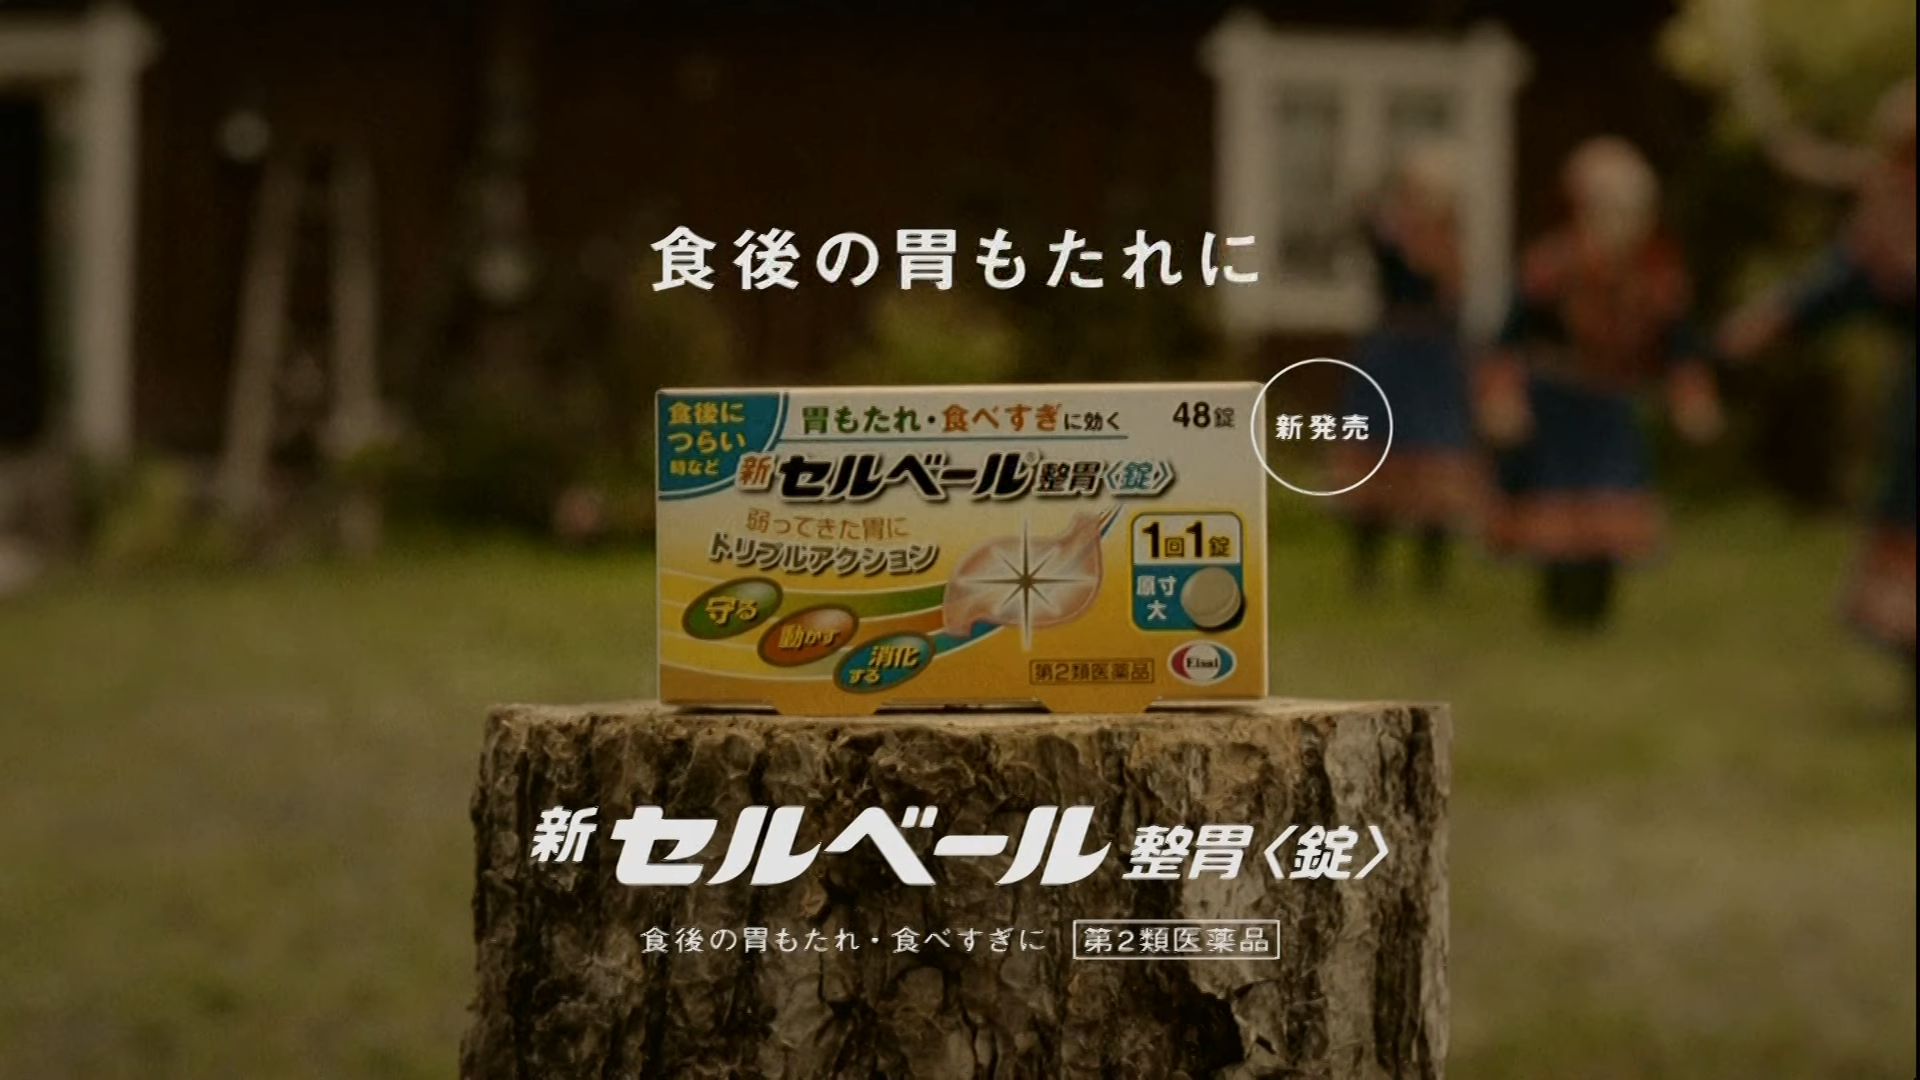 食後の胃もたれに
新発売
食後に
つらい
時など
胃もたれ・食べすぎに効く
48錠
新セルベール®整胃〈錠〉
弱ってきた胃に
トリプルアクション
守る
動かす
消化
する
1回1錠
原寸
大
第2類医薬品
Eisai
新セルベール整胃〈錠〉
食後の胃もたれ・食べすぎに 第2類医薬品